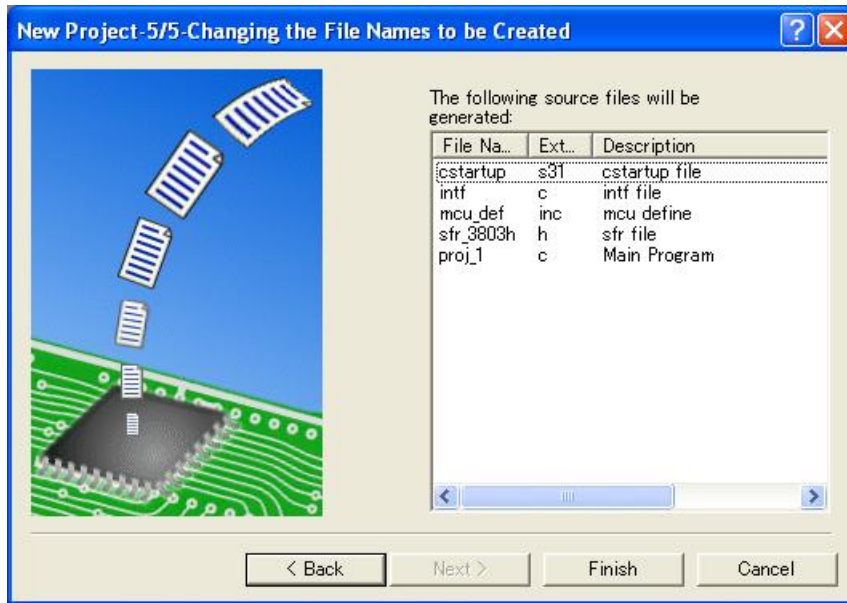 New Project-5/5-Changing the File Names to be Created
The following source files will be
generated:
File Na... Ext... Description
cstartup s31 cstartup file
intf c intf file
mcu_def inc mcu define
sfr_3803h h sfr file
proj_1 c Main Program
< Back Next > Finish Cancel